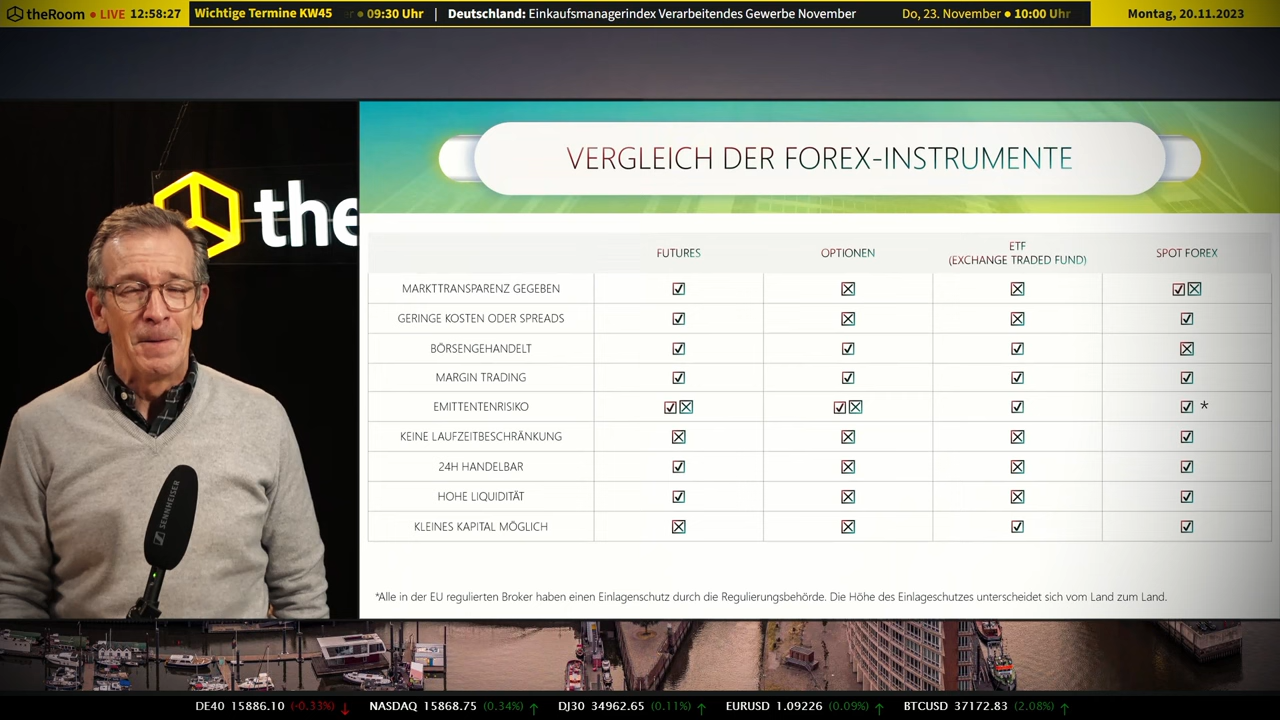 theRoom • LIVE 12:58:27 Wichtige Termine KW45 • 09:30 Uhr | Deutschland: Einkaufsmanagerindex Verarbeitendes Gewerbe November Do, 23. November • 10:00 Uhr Montag, 20.11.2023
the
VERGLEICH DER FOREX-INSTRUMENTE
FUTURES OPTIONEN ETF (EXCHANGE TRADED FUND) SPOT FOREX
MARKTTRANSPARENZ GEGEBEN ☑ ☒ ☒ ☑☒
GERINGE KOSTEN ODER SPREADS ☑ ☒ ☒ ☑
BÖRSENGEHANDELT ☑ ☑ ☑ ☒
MARGIN TRADING ☑ ☑ ☑ ☑
EMITTENTENRISIKO ☑☒ ☑☒ ☑ ☑ *
KEINE LAUFZEITBESCHRÄNKUNG ☒ ☒ ☒ ☑
24H HANDELBAR ☑ ☒ ☒ ☑
HOHE LIQUIDITÄT ☑ ☒ ☒ ☑
KLEINES KAPITAL MÖGLICH ☒ ☒ ☑ ☑
*Alle in der EU regulierten Broker haben einen Einlagenschutz durch die Regulierungsbehörde. Die Höhe des Einlageschutzes unterscheidet sich vom Land zum Land.
SENNHEISER
DE40 15886.10 (-0.33%) ↓ NASDAQ 15868.75 (0.34%) ↑ DJ30 34962.65 (0.11%) ↑ EURUSD 1.09226 (0.09%) ↑ BTCUSD 37172.83 (2.08%) ↑